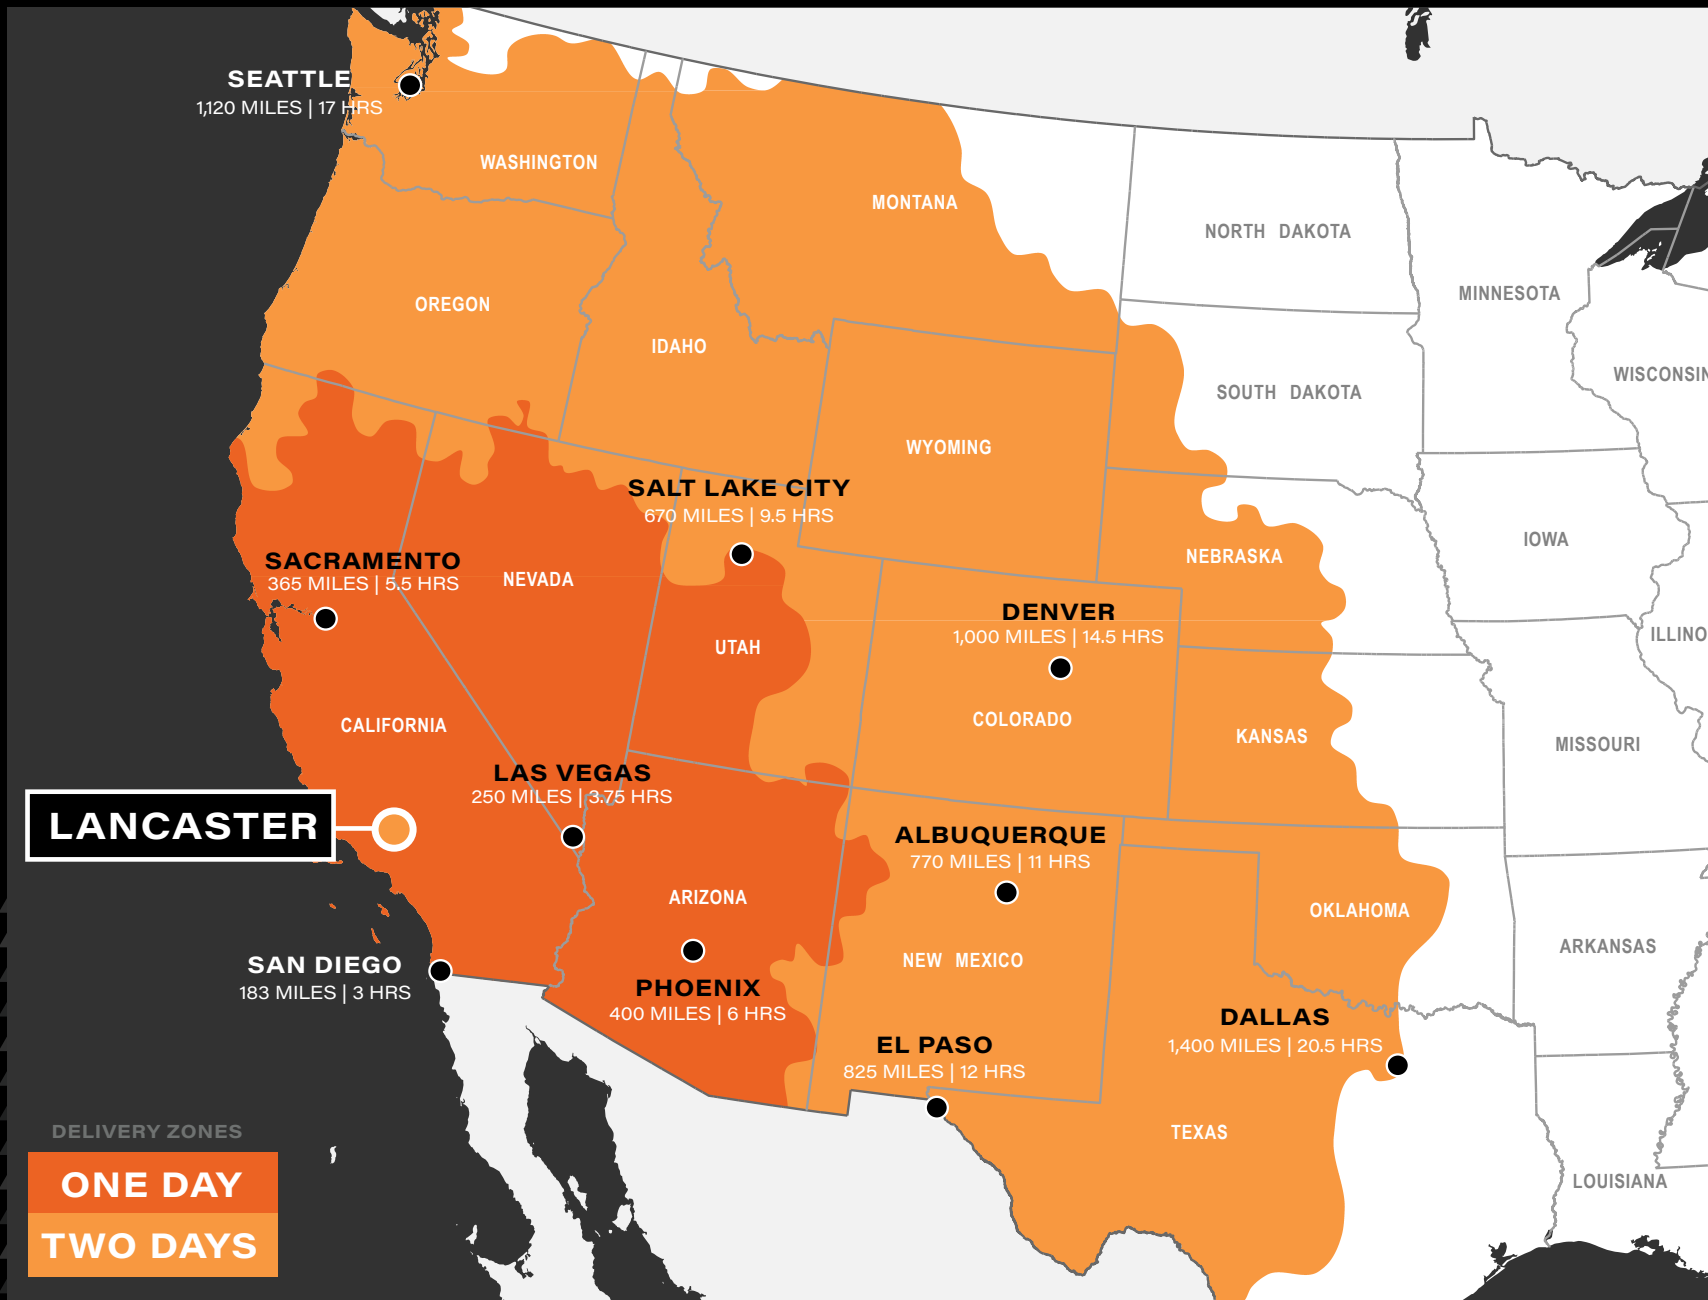 SEATTLE
1,120 MILES | 17 HRS
WASHINGTON
MONTANA
NORTH DAKOTA
MINNESOTA
OREGON
IDAHO
WISCONSIN
SOUTH DAKOTA
WYOMING
SALT LAKE CITY
670 MILES | 9.5 HRS
IOWA
NEBRASKA
SACRAMENTO
365 MILES | 5.5 HRS
NEVADA
DENVER
1,000 MILES | 14.5 HRS
ILLINO
UTAH
COLORADO
CALIFORNIA
KANSAS
MISSOURI
LAS VEGAS
250 MILES | 3.75 HRS
LANCASTER
ALBUQUERQUE
770 MILES | 11 HRS
ARIZONA
OKLAHOMA
ARKANSAS
NEW MEXICO
SAN DIEGO
183 MILES | 3 HRS
PHOENIX
400 MILES | 6 HRS
DALLAS
1,400 MILES | 20.5 HRS
EL PASO
825 MILES | 12 HRS
TEXAS
LOUISIANA
DELIVERY ZONES
ONE DAY
TWO DAYS